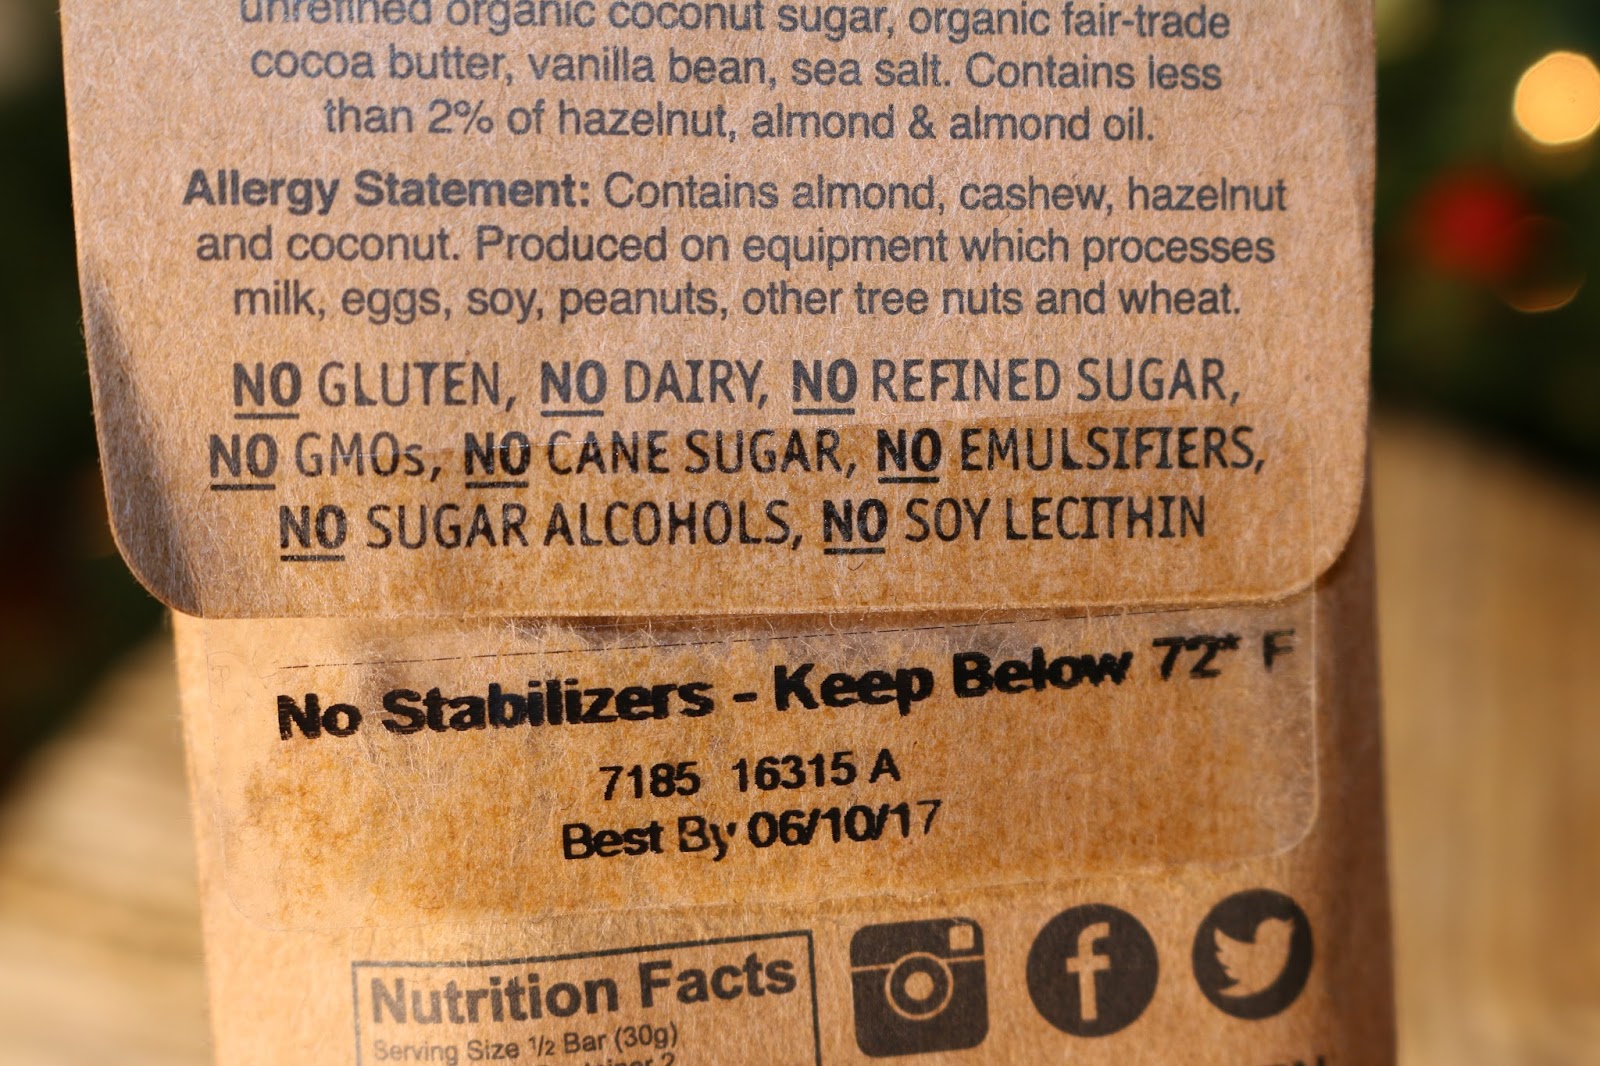 unrefined organic coconut sugar, organic fair-trade
cocoa butter, vanilla bean, sea salt. Contains less
than 2% of hazelnut, almond & almond oil.
Allergy Statement: Contains almond, cashew, hazelnut
and coconut. Produced on equipment which processes
milk, eggs, soy, peanuts, other tree nuts and wheat.
NO GLUTEN, NO DAIRY, NO REFINED SUGAR,
NO GMOs, NO CANE SUGAR, NO EMULSIFIERS,
NO SUGAR ALCOHOLS, NO SOY LECITHIN
No Stabilizers - Keep Below 72° F
7185 16315 A
Best By 06/10/17
Nutrition Facts
Serving Size ½ Bar (30g)